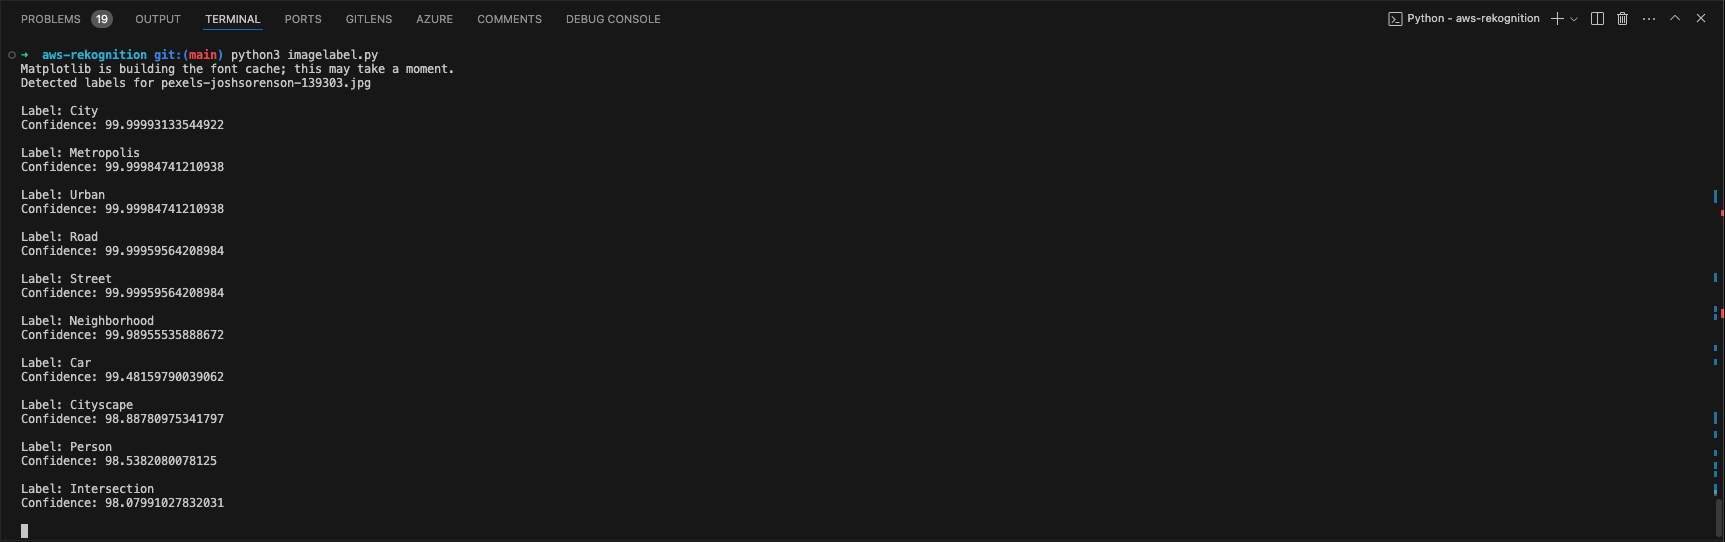 PROBLEMS 19 OUTPUT TERMINAL PORTS GITLENS AZURE COMMENTS DEBUG CONSOLE Python - aws-rekognition
➜ aws-rekognition git:(main) python3 imagelabel.py
Matplotlib is building the font cache; this may take a moment.
Detected labels for pexels-joshsorenson-139303.jpg
Label: City
Confidence: 99.99993133544922
Label: Metropolis
Confidence: 99.99984741210938
Label: Urban
Confidence: 99.99984741210938
Label: Road
Confidence: 99.99959564208984
Label: Street
Confidence: 99.99959564208984
Label: Neighborhood
Confidence: 99.98955535888672
Label: Car
Confidence: 99.48159790039062
Label: Cityscape
Confidence: 98.88780975341797
Label: Person
Confidence: 98.5382080078125
Label: Intersection
Confidence: 98.07991027832031